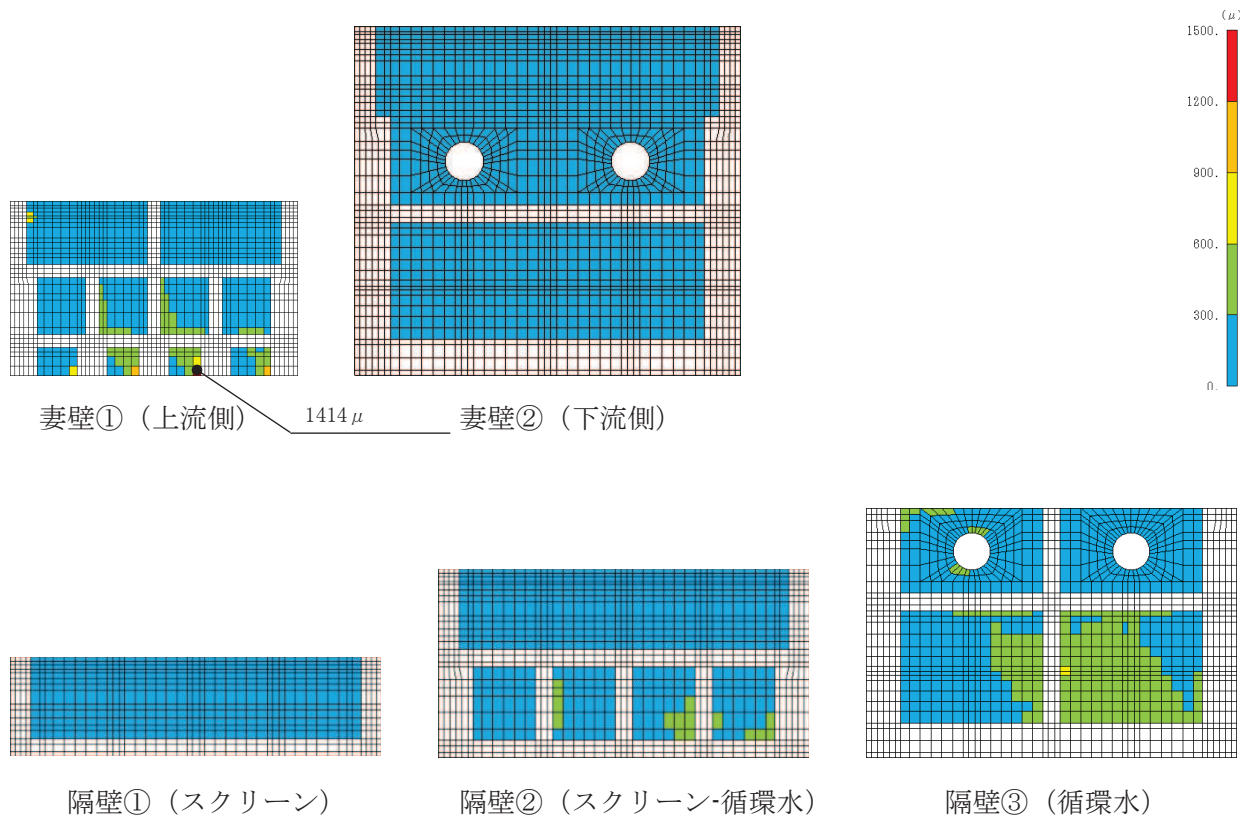 (μ)
1500.
1200.
900.
600.
300.
0.
妻壁①（上流側）
1414μ
妻壁②（下流側）
隔壁①（スクリーン）
隔壁②（スクリーン-循環水）
隔壁③（循環水）